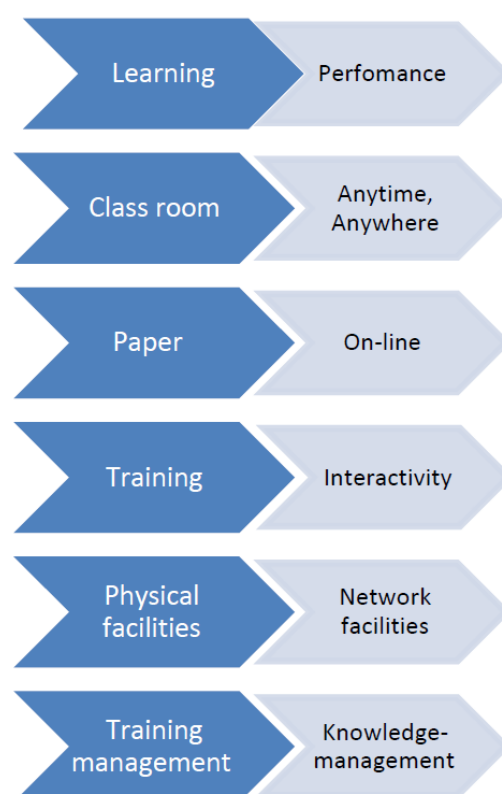 Learning
Perfomance
Class room
Anytime,
Anywhere
Paper
On-line
Training
Interactivity
Physical
facilities
Network
facilities
Training
management
Knowledge-
management